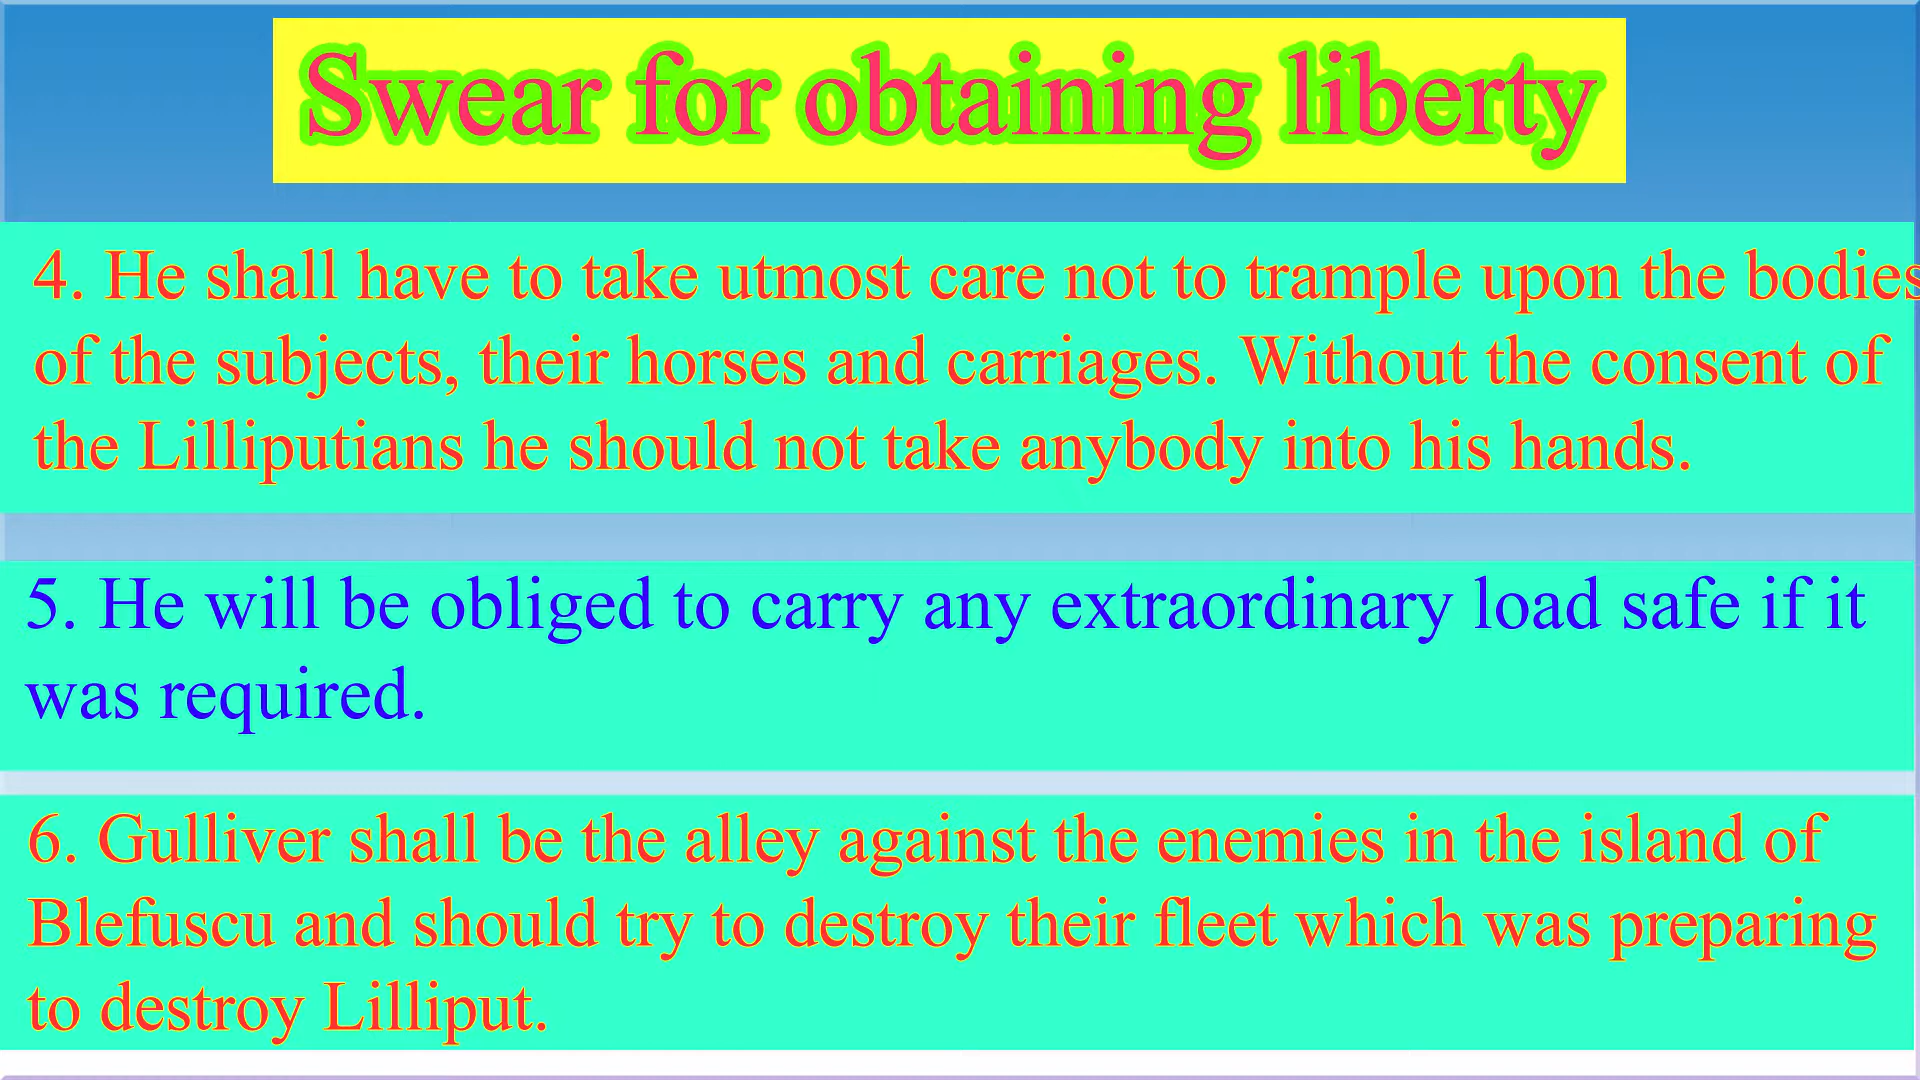 Swear for obtaining liberty
4. He shall have to take utmost care not to trample upon the bodies
of the subjects, their horses and carriages. Without the consent of
the Lilliputians he should not take anybody into his hands.
5. He will be obliged to carry any extraordinary load safe if it
was required.
6. Gulliver shall be the alley against the enemies in the island of
Blefuscu and should try to destroy their fleet which was preparing
to destroy Lilliput.